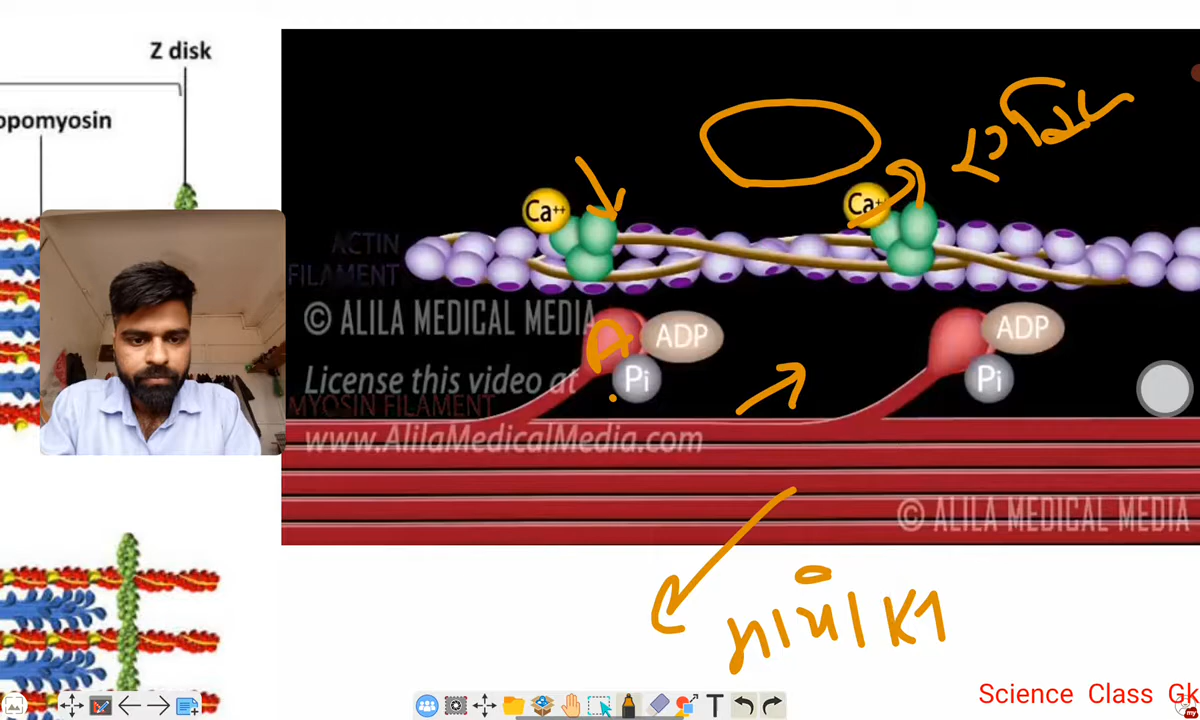 Z disk
opomyosin
Ca++
Ca+
ACTIN
FILAMENT
© ALILA MEDICAL MEDIA
A
ADP
Pi
ADP
Pi
License this video at
MYOSIN FILAMENT
www.AlilaMedicalMedia.com
© ALILA MEDICAL MEDIA
Science Class Gk